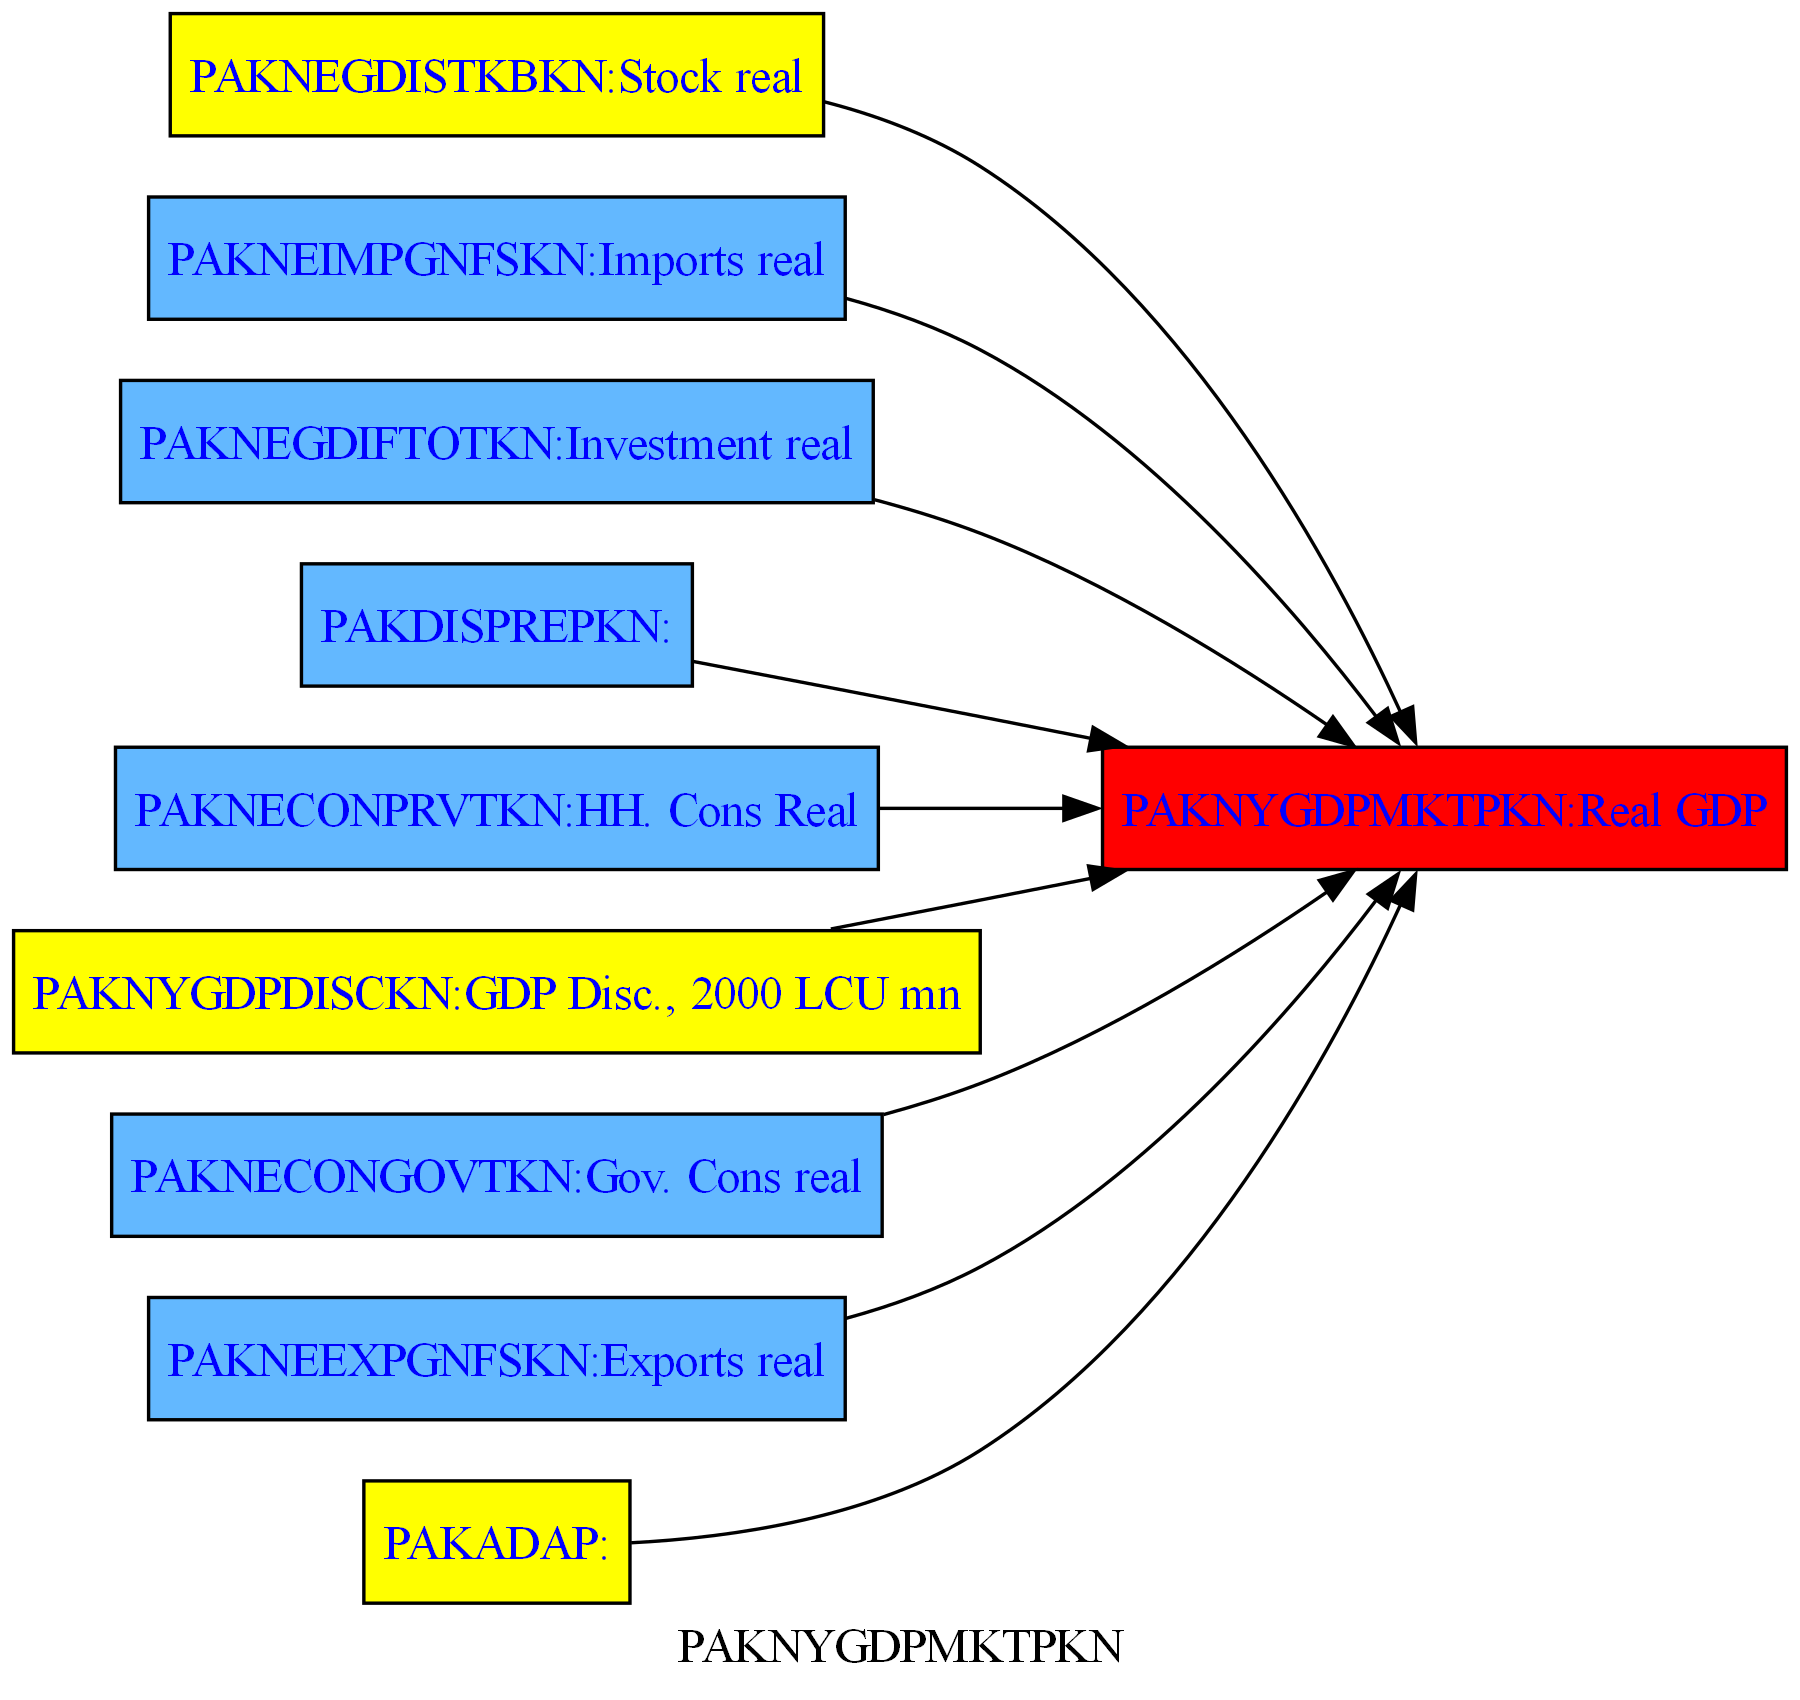 PAKNEGDISTKBKN:Stock real
PAKNEIMPGNFSKN:Imports real
PAKNEGDIFTOTKN:Investment real
PAKDISPREPKN:
PAKNECONPRVTKN:HH. Cons Real
PAKNYGDPMKTPKN:Real GDP
PAKNYGDPDISCKN:GDP Disc., 2000 LCU mn
PAKNECONGOVTKN:Gov. Cons real
PAKNEEXPGNFSKN:Exports real
PAKADAP:
PAKNYGDPMKTPKN